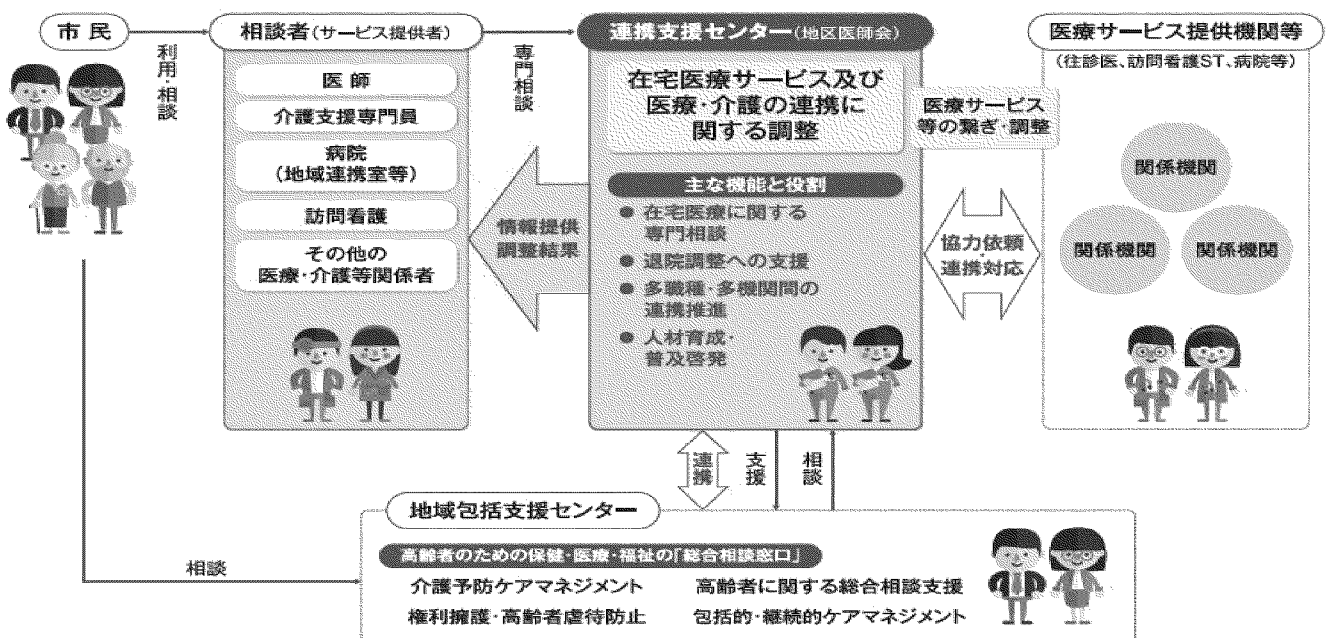 市民
利用・相談
相談者(サービス提供者)
医師
介護支援専門員
病院
(地域連携室等)
訪問看護
その他の
医療・介護等関係者
専門相談
情報提供
調整結果
連携支援センター(地区医師会)
在宅医療サービス及び
医療・介護の連携に
関する調整
主な機能と役割
● 在宅医療に関する
専門相談
● 退院調整への支援
● 多職種・多機関間の
連携推進
● 人材育成・
普及啓発
医療サービス
等の繋ぎ・調整
協力依頼
連携対応
医療サービス提供機関等
(往診医、訪問看護ST、病院等)
関係機関
関係機関
関係機関
連携
支援
相談
相談
地域包括支援センター
高齢者のための保健・医療・福祉の「総合相談窓口」
介護予防ケアマネジメント
高齢者に関する総合相談支援
権利擁護・高齢者虐待防止
包括的・継続的ケアマネジメント